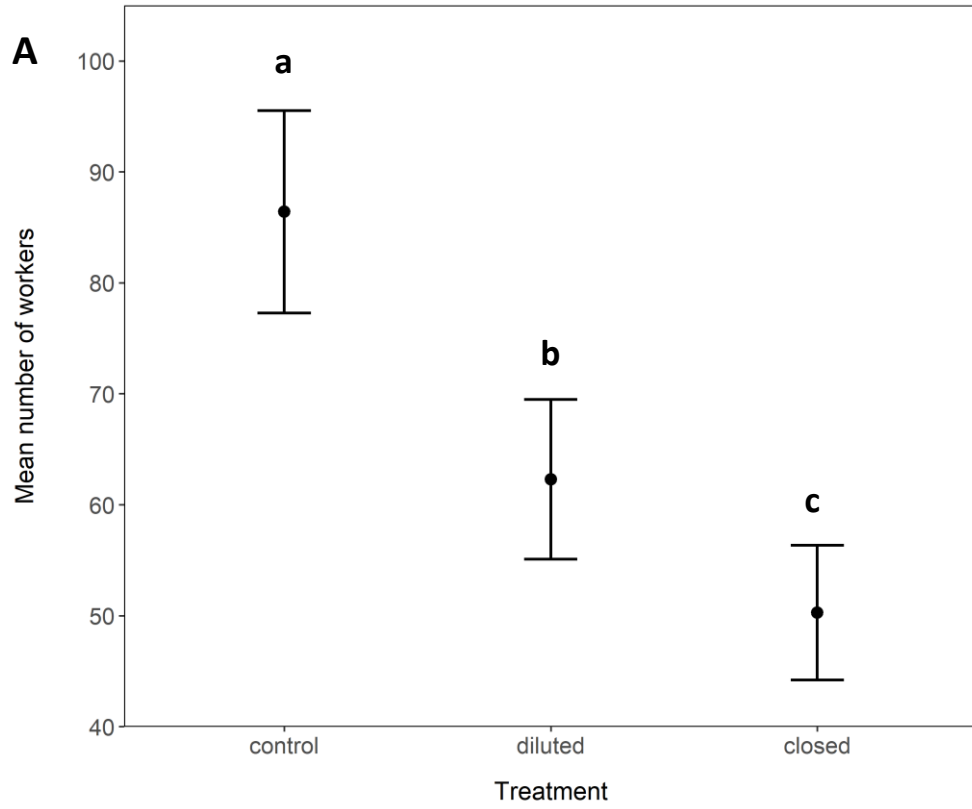 A
a
b
c
100
90
80
70
60
50
40
Mean number of workers
control diluted closed
Treatment